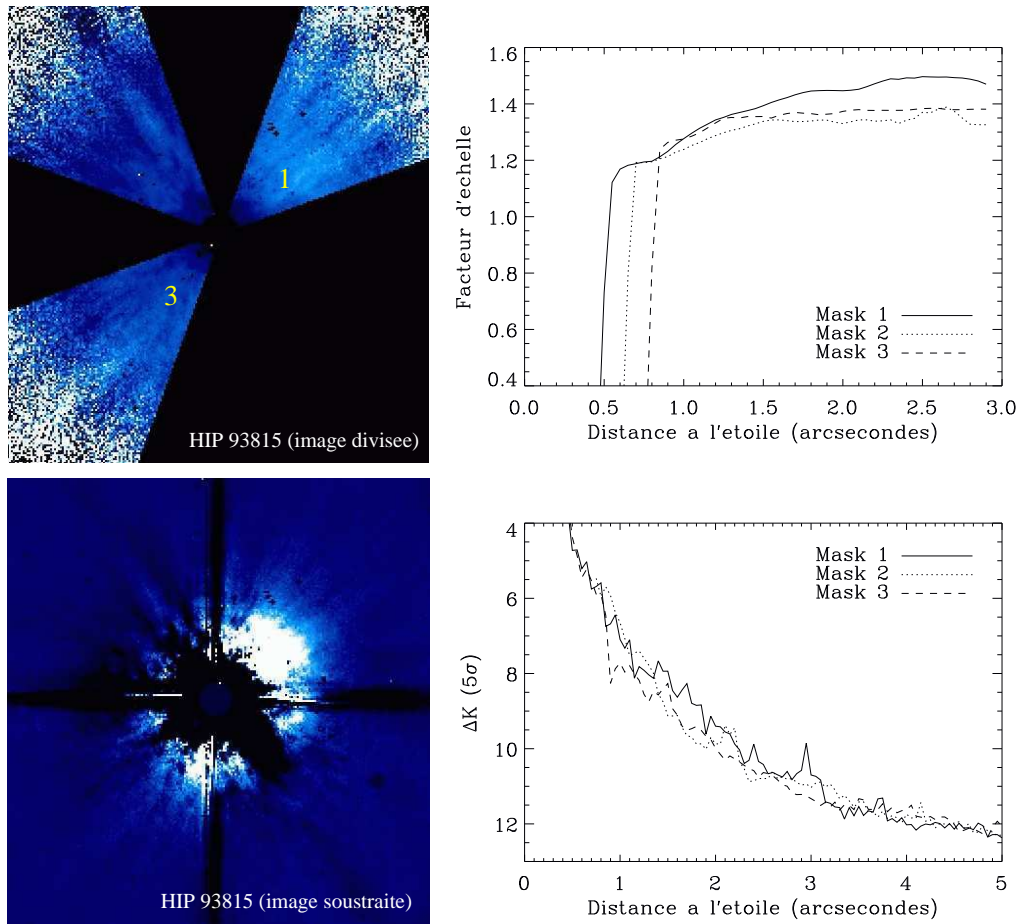 1
3
HIP 93815 (image divisee)
1.6
1.4
1.2
1.0
0.8
0.6
0.4
Facteur d'echelle
Mask 1
Mask 2
Mask 3
0.0 0.5 1.0 1.5 2.0 2.5 3.0
Distance a l'etoile (arcsecondes)
HIP 93815 (image soustraite)
4
6
8
10
12
ΔK (5σ)
Mask 1
Mask 2
Mask 3
0 1 2 3 4 5
Distance a l'etoile (arcsecondes)